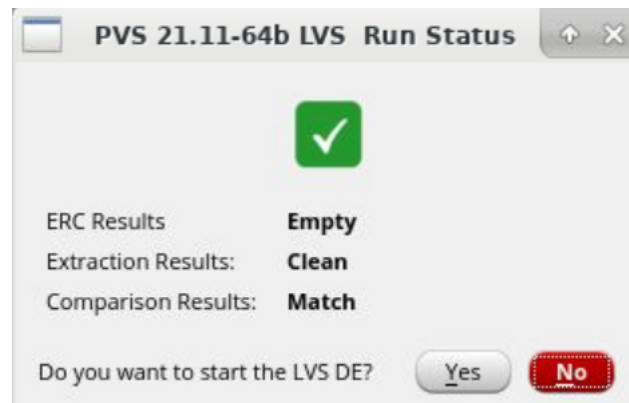 PVS 21.11-64b LVS Run Status
ERC Results Empty
Extraction Results: Clean
Comparison Results: Match
Do you want to start the LVS DE? Yes No